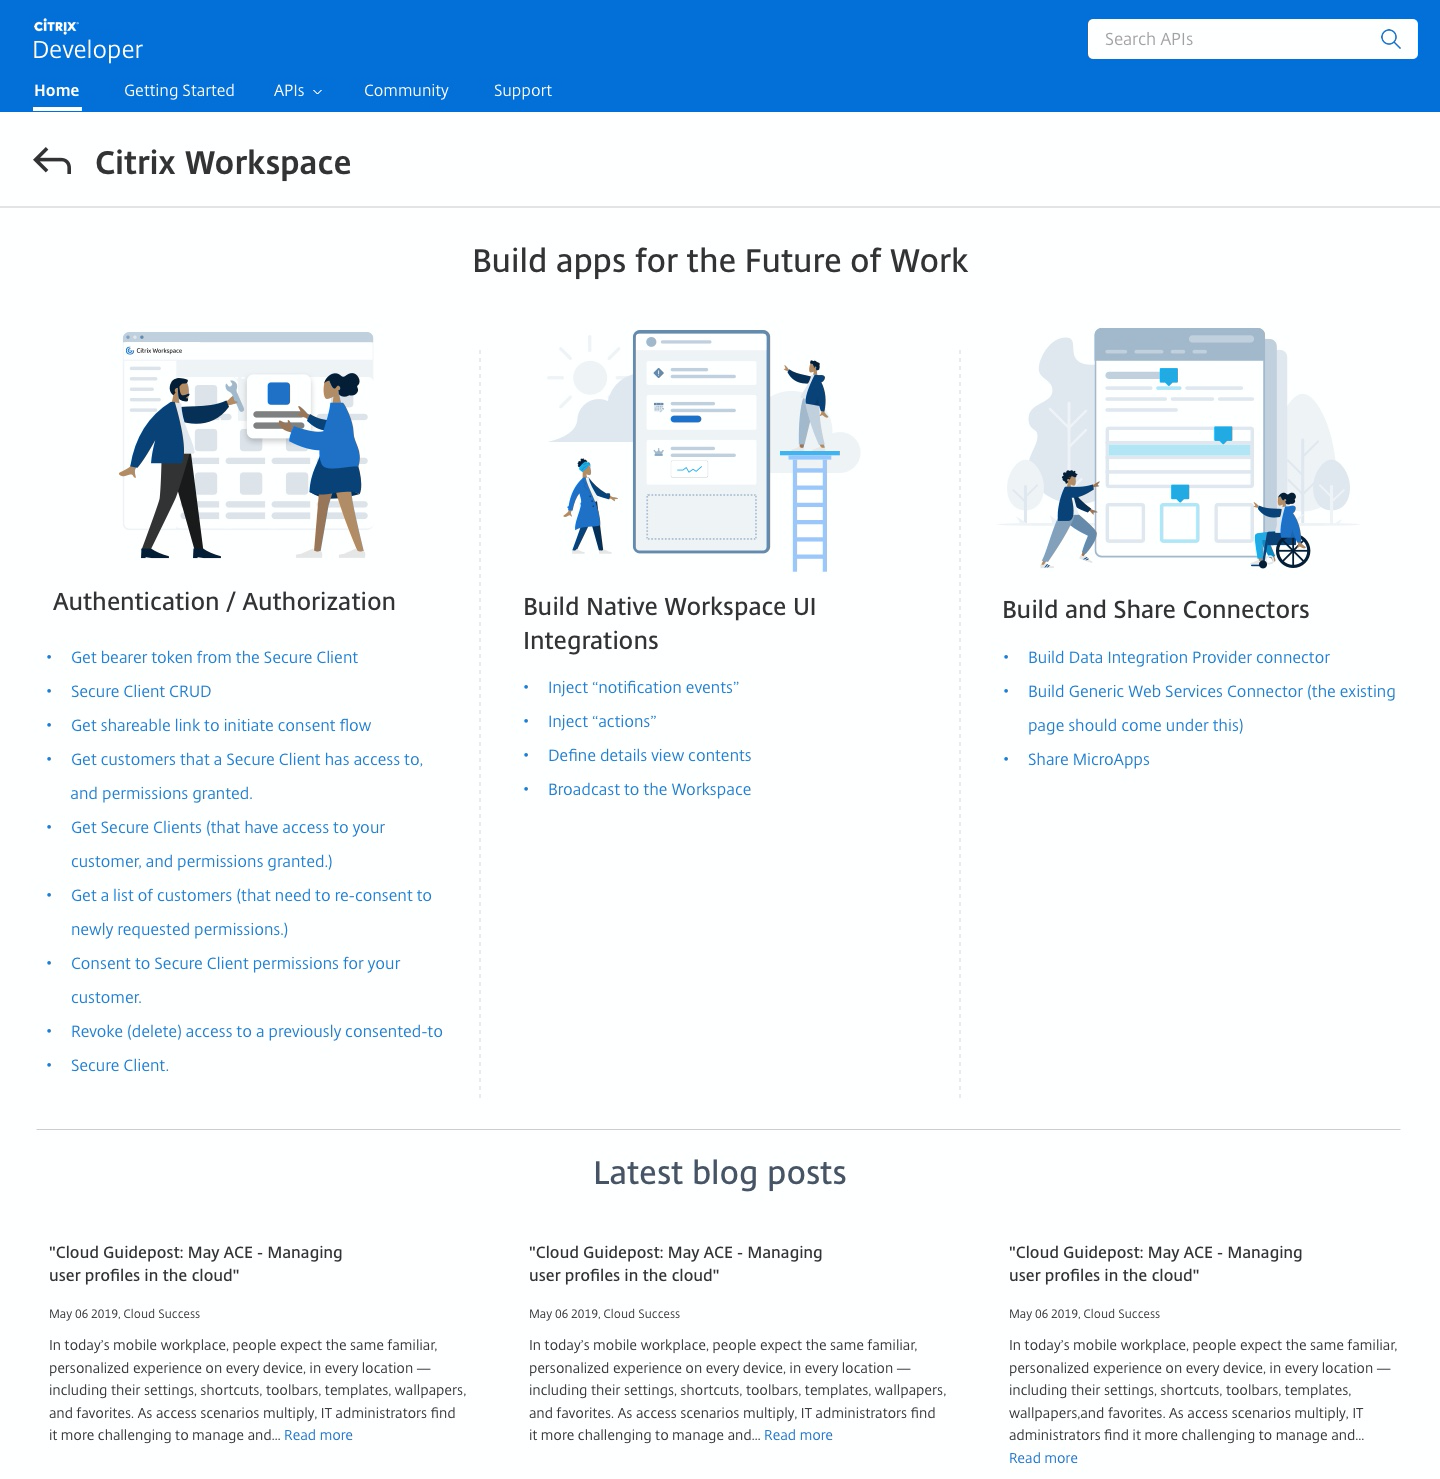 CITRIX
Developer
Search APIs
Home
Getting Started
APIs
Community
Support
Citrix Workspace
Build apps for the Future of Work
Citrix Workspace
Authentication / Authorization
• Get bearer token from the Secure Client
• Secure Client CRUD
• Get shareable link to initiate consent flow
• Get customers that a Secure Client has access to,
and permissions granted.
• Get Secure Clients (that have access to your
customer, and permissions granted.)
• Get a list of customers (that need to re-consent to
newly requested permissions.)
• Consent to Secure Client permissions for your
customer.
• Revoke (delete) access to a previously consented-to
• Secure Client.
Build Native Workspace UI
Integrations
• Inject “notification events”
• Inject “actions”
• Define details view contents
• Broadcast to the Workspace
Build and Share Connectors
• Build Data Integration Provider connector
• Build Generic Web Services Connector (the existing
page should come under this)
• Share MicroApps
Latest blog posts
"Cloud Guidepost: May ACE - Managing
user profiles in the cloud"
May 06 2019, Cloud Success
In today's mobile workplace, people expect the same familiar,
personalized experience on every device, in every location —
including their settings, shortcuts, toolbars, templates, wallpapers,
and favorites. As access scenarios multiply, IT administrators find
it more challenging to manage and... Read more
"Cloud Guidepost: May ACE - Managing
user profiles in the cloud"
May 06 2019, Cloud Success
In today's mobile workplace, people expect the same familiar,
personalized experience on every device, in every location —
including their settings, shortcuts, toolbars, templates, wallpapers,
and favorites. As access scenarios multiply, IT administrators find
it more challenging to manage and... Read more
"Cloud Guidepost: May ACE - Managing
user profiles in the cloud"
May 06 2019, Cloud Success
In today's mobile workplace, people expect the same familiar,
personalized experience on every device, in every location —
including their settings, shortcuts, toolbars, templates,
wallpapers,and favorites. As access scenarios multiply, IT
administrators find it more challenging to manage and...
Read more